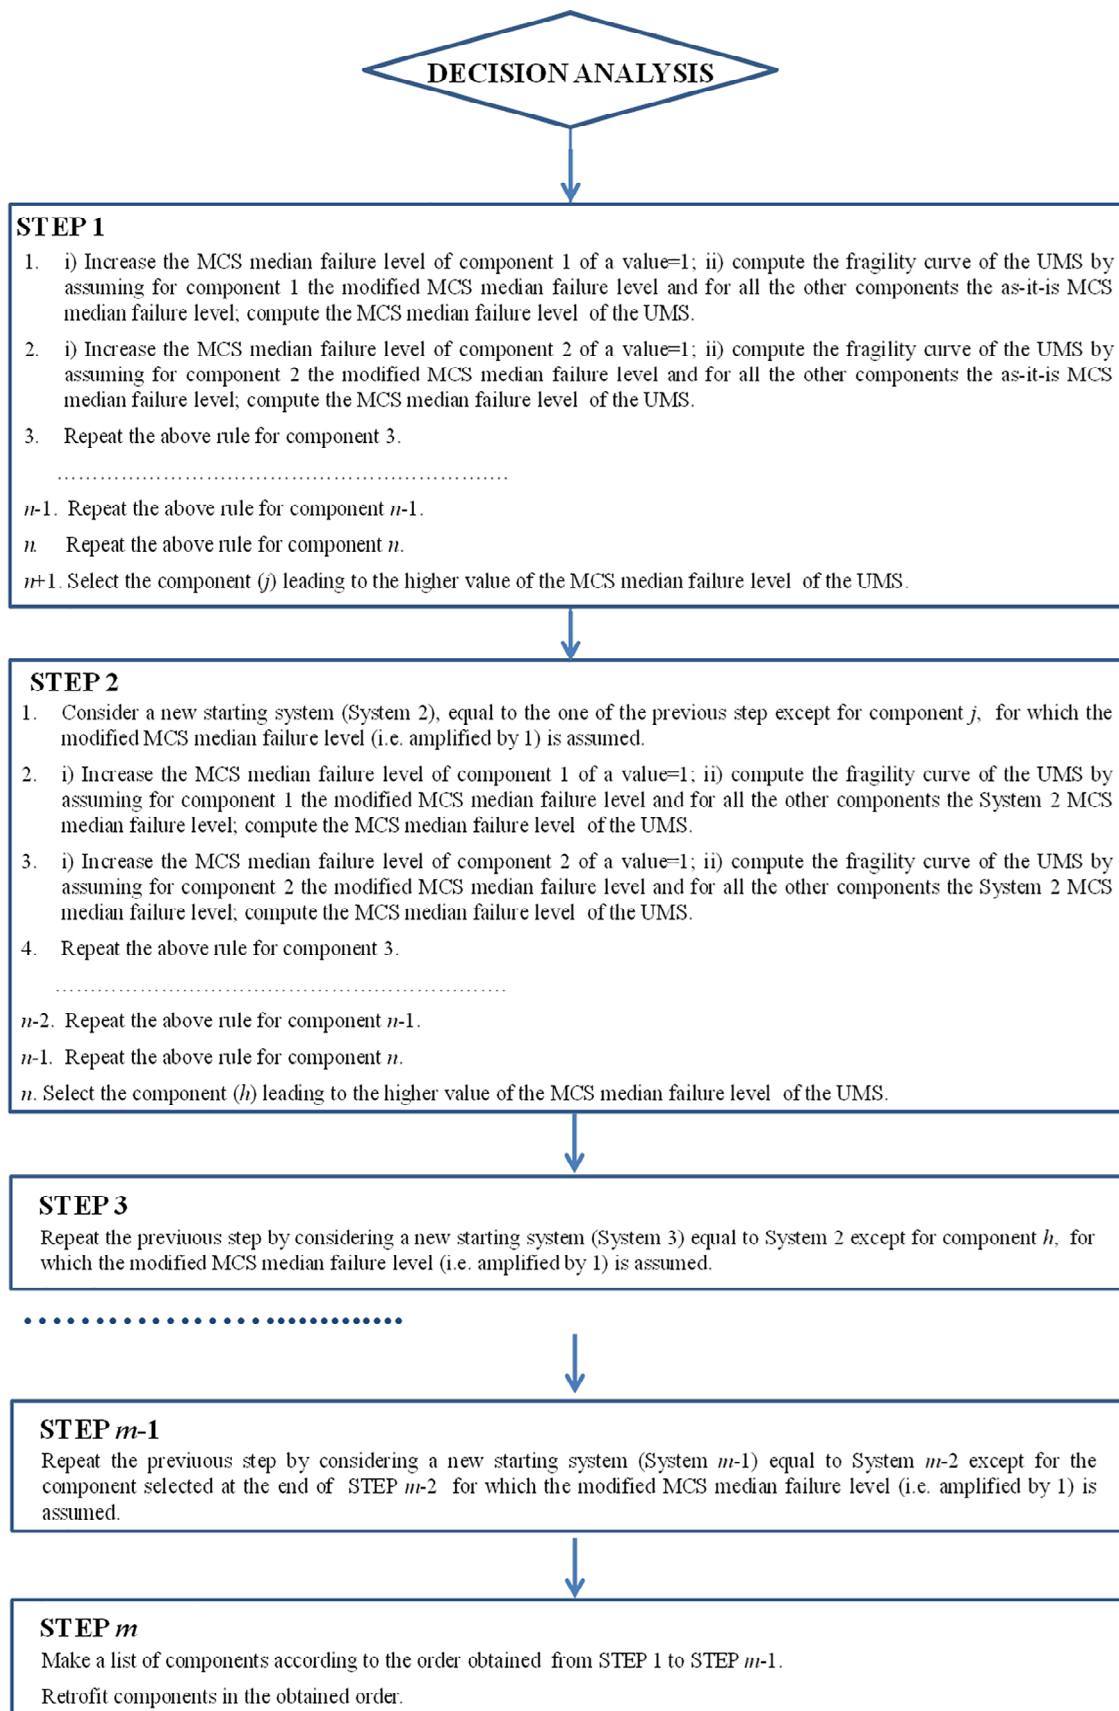 DECISION ANALYSIS
STEP 1
1. i) Increase the MCS median failure level of component 1 of a value=1; ii) compute the fragility curve of the UMS by
assuming for component 1 the modified MCS median failure level and for all the other components the as-it-is MCS
median failure level; compute the MCS median failure level of the UMS.
2. i) Increase the MCS median failure level of component 2 of a value=1; ii) compute the fragility curve of the UMS by
assuming for component 2 the modified MCS median failure level and for all the other components the as-it-is MCS
median failure level; compute the MCS median failure level of the UMS.
3. Repeat the above rule for component 3.
……………………………………………………….
n-1. Repeat the above rule for component n-1.
n. Repeat the above rule for component n.
n+1. Select the component (j) leading to the higher value of the MCS median failure level of the UMS.
STEP 2
1. Consider a new starting system (System 2), equal to the one of the previous step except for component j, for which the
modified MCS median failure level (i.e. amplified by 1) is assumed.
2. i) Increase the MCS median failure level of component 1 of a value=1; ii) compute the fragility curve of the UMS by
assuming for component 1 the modified MCS median failure level and for all the other components the System 2 MCS
median failure level; compute the MCS median failure level of the UMS.
3. i) Increase the MCS median failure level of component 2 of a value=1; ii) compute the fragility curve of the UMS by
assuming for component 2 the modified MCS median failure level and for all the other components the System 2 MCS
median failure level; compute the MCS median failure level of the UMS.
4. Repeat the above rule for component 3.
……………………………………………………….
n-2. Repeat the above rule for component n-1.
n-1. Repeat the above rule for component n.
n. Select the component (h) leading to the higher value of the MCS median failure level of the UMS.
STEP 3
Repeat the previuous step by considering a new starting system (System 3) equal to System 2 except for component h, for
which the modified MCS median failure level (i.e. amplified by 1) is assumed.
STEP m-1
Repeat the previuous step by considering a new starting system (System m-1) equal to System m-2 except for the
component selected at the end of STEP m-2 for which the modified MCS median failure level (i.e. amplified by 1) is
assumed.
STEP m
Make a list of components according to the order obtained from STEP 1 to STEP m-1.
Retrofit components in the obtained order.